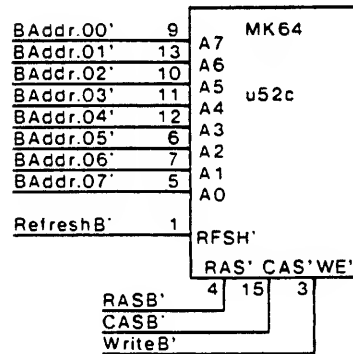 BAddr.00' 9 MK64
BAddr.01' 13 A7
BAddr.02' 10 A6
BAddr.03' 11 A5 u52c
BAddr.04' 12 A4
BAddr.05' 6 A3
BAddr.06' 7 A2
BAddr.07' 5 A1
A0
RefreshB' 1
RFSH'
RAS' CAS' WE'
4 15 3
RASB'
CASB'
WriteB'